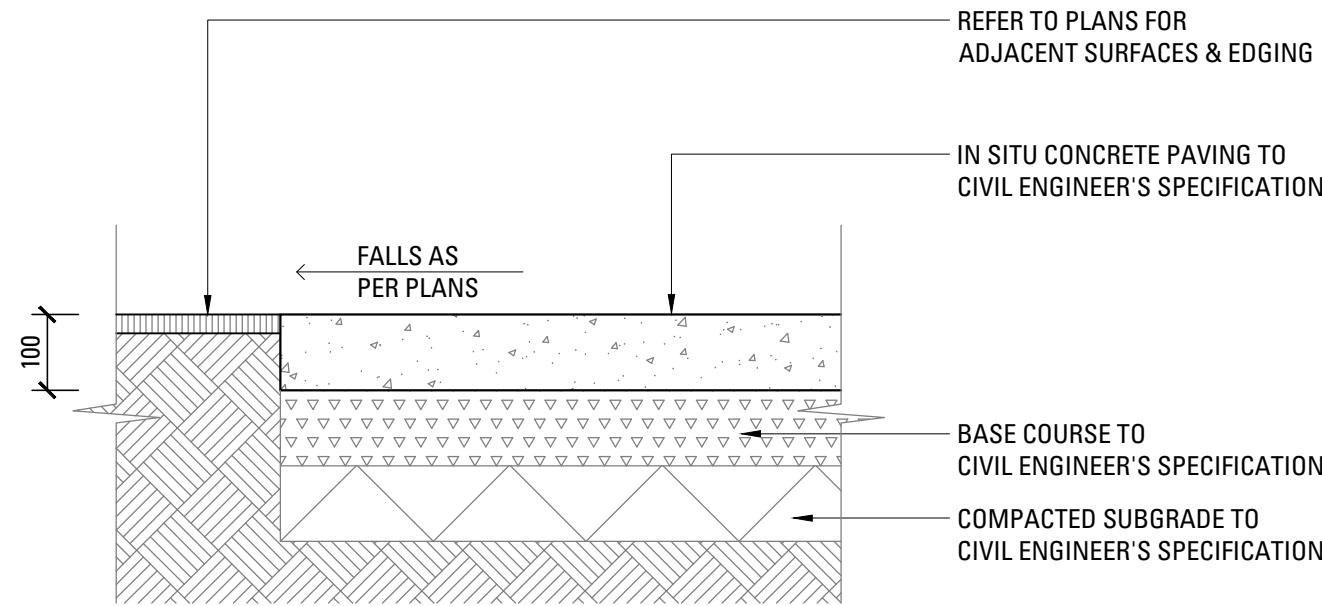 REFER TO PLANS FOR
ADJACENT SURFACES & EDGING
IN SITU CONCRETE PAVING TO
CIVIL ENGINEER'S SPECIFICATION
FALLS AS
PER PLANS
100
BASE COURSE TO
CIVIL ENGINEER'S SPECIFICATION
COMPACTED SUBGRADE TO
CIVIL ENGINEER'S SPECIFICATION